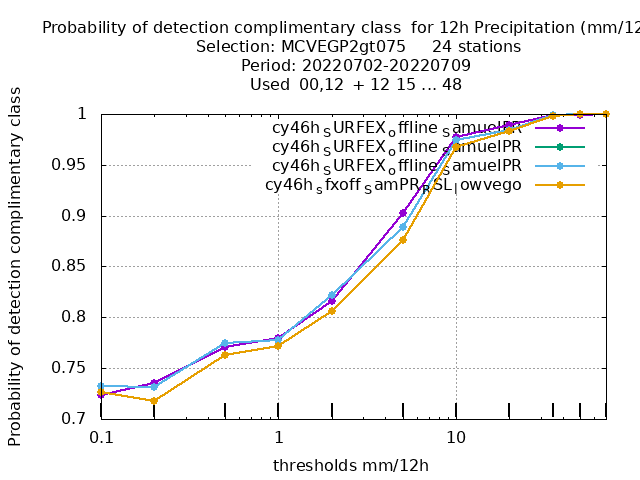 Probability of detection complimentary class for 12h Precipitation (mm/12
Selection: MCVEGP2gt075 24 stations
Period: 20220702-20220709
Used 00,12 + 12 15 ... 48
Probability of detection complimentary class
1
0.95
0.9
0.85
0.8
0.75
0.7
cy46h_SURFEX_offline_SamuelPR
cy46h_SURFEX_offline_SamuelPR
cy46h_SURFEX_offline_SamuelPR
cy46h_sfxoff_SamPR_RSL_lowvego
0.1 1 10
thresholds mm/12h